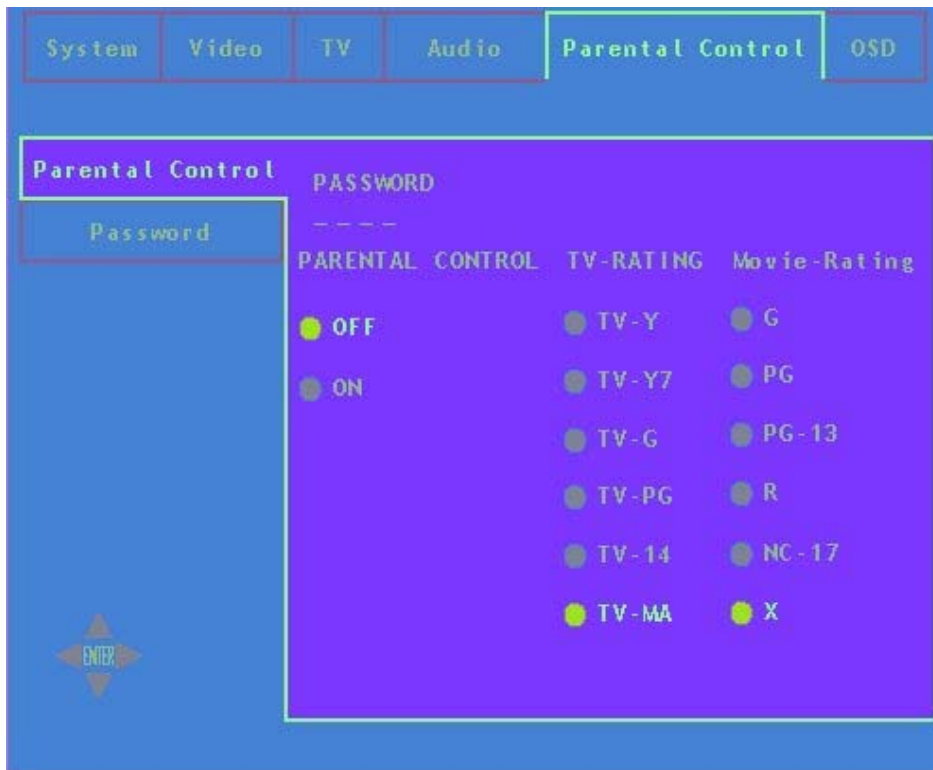 System Video TV Audio Parental Control OSD
Parental Control
Password
PASSWORD
– – – –
PARENTAL CONTROL TV-RATING Movie-Rating
OFF TV-Y G
ON TV-Y7 PG
TV-G PG-13
TV-PG R
TV-14 NC-17
TV-MA X
ENTER